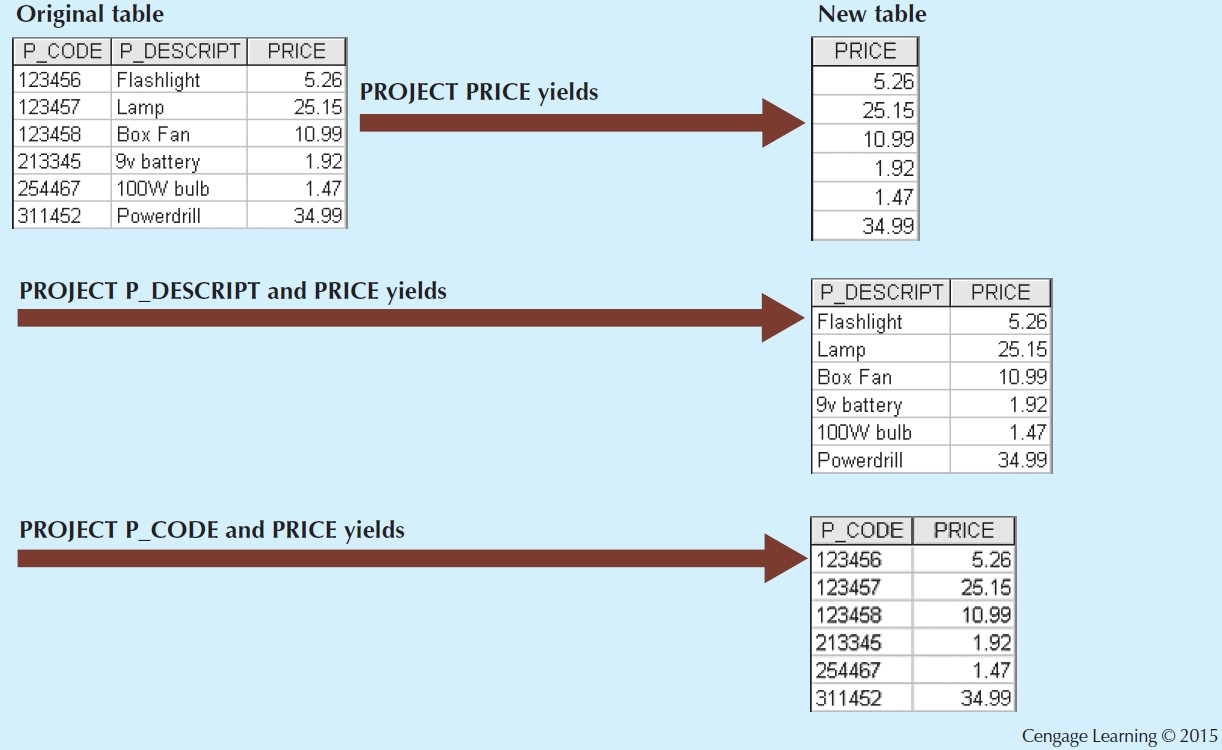 Original table
P_CODE P_DESCRIPT PRICE
123456 Flashlight 5.26
123457 Lamp 25.15
123458 Box Fan 10.99
213345 9v battery 1.92
254467 100W bulb 1.47
311452 Powerdrill 34.99
PROJECT PRICE yields
New table
PRICE
5.26
25.15
10.99
1.92
1.47
34.99
PROJECT P_DESCRIPT and PRICE yields
P_DESCRIPT PRICE
Flashlight 5.26
Lamp 25.15
Box Fan 10.99
9v battery 1.92
100W bulb 1.47
Powerdrill 34.99
PROJECT P_CODE and PRICE yields
P_CODE PRICE
123456 5.26
123457 25.15
123458 10.99
213345 1.92
254467 1.47
311452 34.99
Cengage Learning © 2015